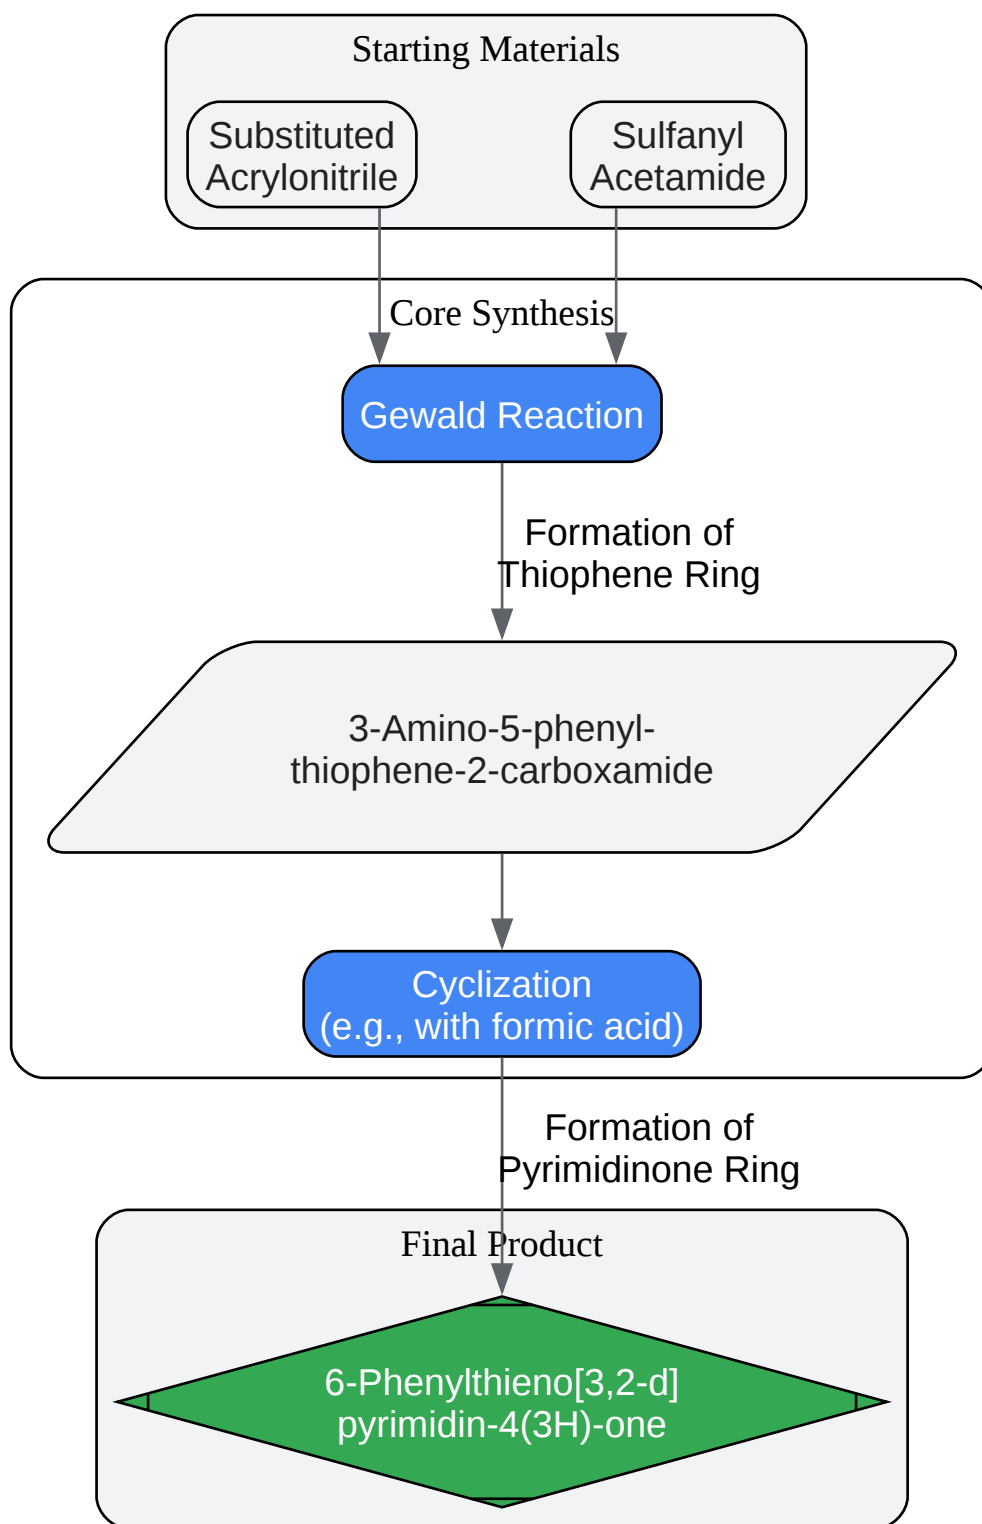 Starting Materials
Substituted
Acrylonitrile
Sulfanyl
Acetamide
Core Synthesis
Gewald Reaction
Formation of
Thiophene Ring
3-Amino-5-phenyl-
thiophene-2-carboxamide
Cyclization
(e.g., with formic acid)
Formation of
Pyrimidinone Ring
Final Product
6-Phenylthieno[3,2-d]
pyrimidin-4(3H)-one